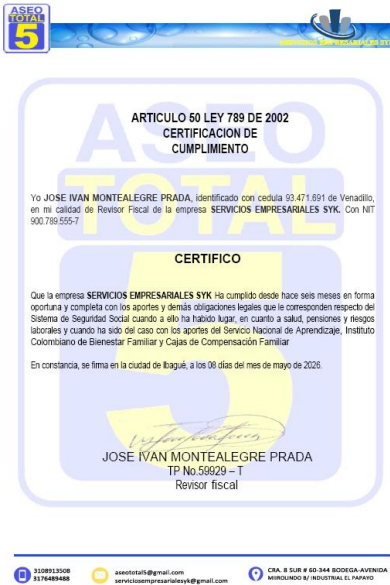 ASEO
TOTAL
5
SERVICIOS EMPRESARIALES SYK
ASEO
TOTAL
5
ARTICULO 50 LEY 789 DE 2002
CERTIFICACION DE
CUMPLIMIENTO
Yo JOSE IVAN MONTEALEGRE PRADA, identificado con cedula 93.471.691 de Venadillo,
en mi calidad de Revisor Fiscal de la empresa SERVICIOS EMPRESARIALES SYK. Con NIT
900.789.555-7
CERTIFICO
Que la empresa SERVICIOS EMPRESARIALES SYK Ha cumplido desde hace seis meses en forma
oportuna y completa con los aportes y demás obligaciones legales que le corresponden respecto del
Sistema de Seguridad Social cuando a ello ha habido lugar, en cuanto a salud, pensiones y riesgos
laborales y cuando ha sido del caso con los aportes del Servicio Nacional de Aprendizaje, Instituto
Colombiano de Bienestar Familiar y Cajas de Compensación Familiar
En constancia, se firma en la ciudad de Ibagué, a los 08 días del mes de mayo de 2026.
JOSE IVAN MONTEALEGRE PRADA
TP No.59929 – T
Revisor fiscal
3108913508
3176489488
aseototal5@gmail.com
serviciosempresarialesyk@gmail.com
CRA. 8 SUR # 60-344 BODEGA-AVENIDA
MIROLINDO B/ INDUSTRIAL EL PAPAYO